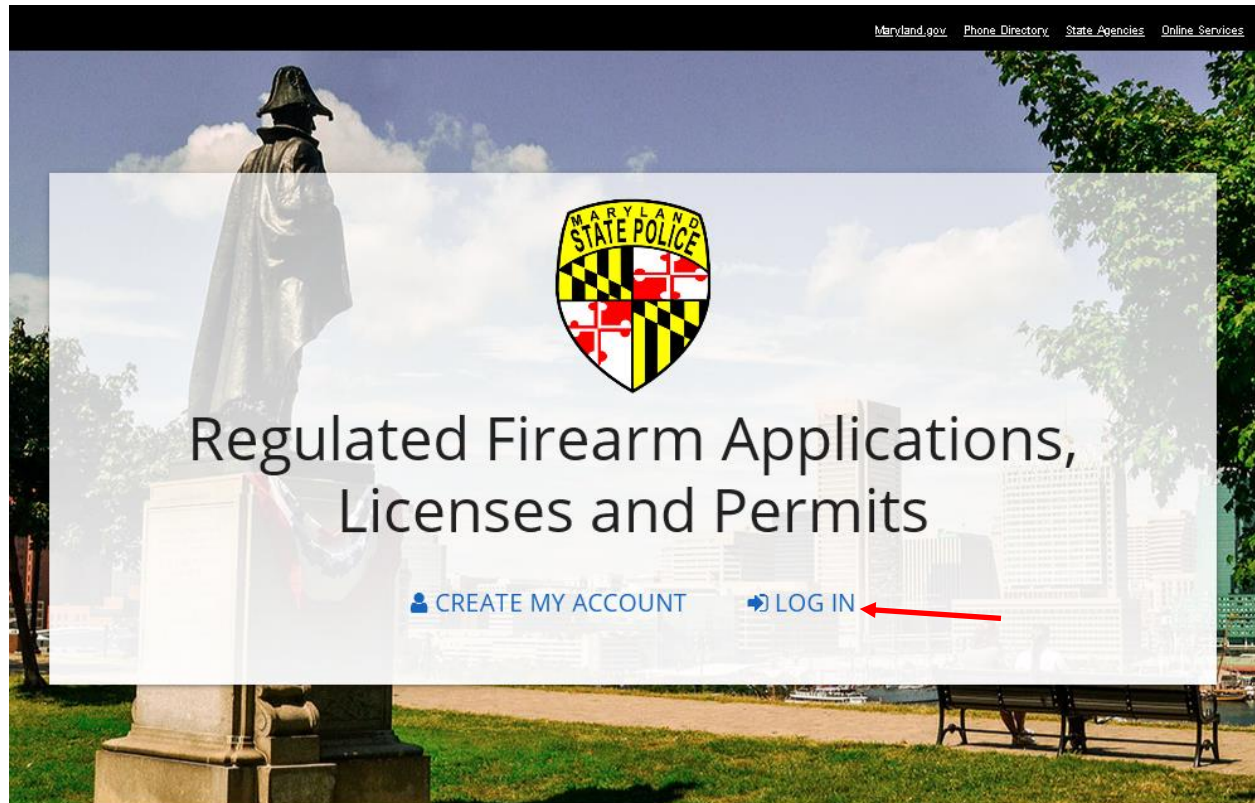 Maryland.gov Phone Directory State Agencies Online Services
MARYLAND
STATE POLICE
Regulated Firearm Applications,
Licenses and Permits
CREATE MY ACCOUNT LOG IN